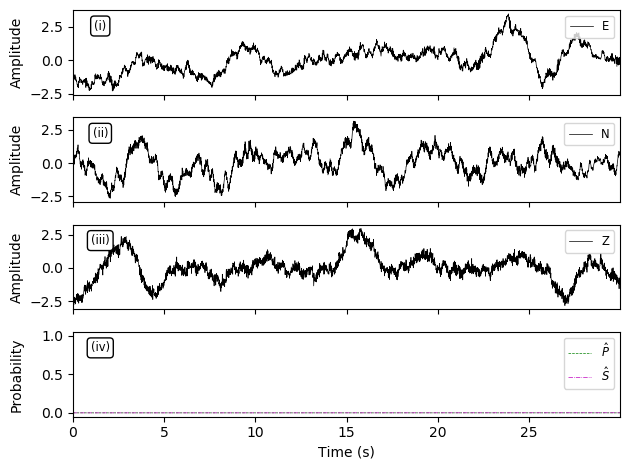 (i)
E
Amplitude
2.5
0.0
−2.5
(ii)
N
Amplitude
2.5
0.0
−2.5
(iii)
Z
Amplitude
2.5
0.0
−2.5
(iv)
P̂
Ŝ
Probability
1.0
0.5
0.0
0 5 10 15 20 25
Time (s)